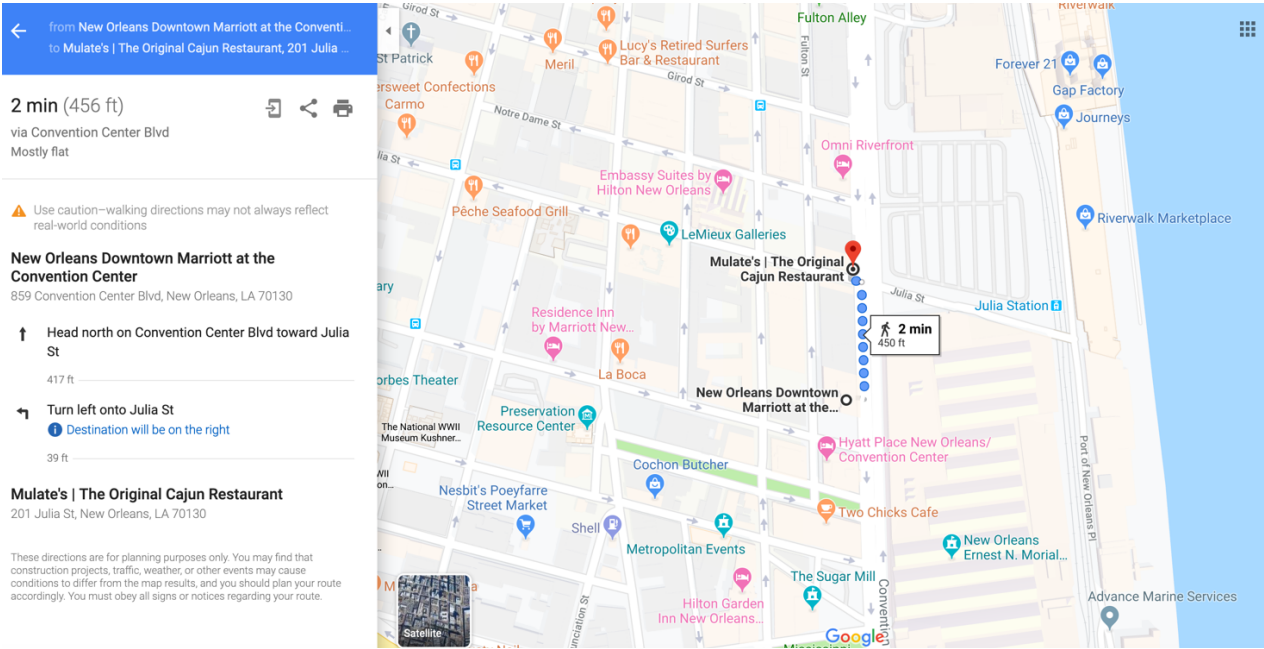 from New Orleans Downtown Marriott at the Conventi...
to Mulate's | The Original Cajun Restaurant, 201 Julia ...
2 min (456 ft)
via Convention Center Blvd
Mostly flat
Use caution–walking directions may not always reflect
real-world conditions
New Orleans Downtown Marriott at the
Convention Center
859 Convention Center Blvd, New Orleans, LA 70130
Head north on Convention Center Blvd toward Julia
St
417 ft
Turn left onto Julia St
Destination will be on the right
39 ft
Mulate's | The Original Cajun Restaurant
201 Julia St, New Orleans, LA 70130
These directions are for planning purposes only. You may find that
construction projects, traffic, weather, or other events may cause
conditions to differ from the map results, and you should plan your route
accordingly. You must obey all signs or notices regarding your route.
Girod St
Fulton Alley
Riverwalk
St Patrick
Meril
Lucy's Retired Surfers
Bar & Restaurant
Fulton St
Girod St
Forever 21
Gap Factory
Journeys
ersweet Confections
Carmo
Notre Dame St
lia St
Omni Riverfront
Embassy Suites by
Hilton New Orleans
Pêche Seafood Grill
LeMieux Galleries
Riverwalk Marketplace
Mulate's | The Original
Cajun Restaurant
ary
Julia St
Julia Station
Residence Inn
by Marriott New...
2 min
450 ft
La Boca
orbes Theater
New Orleans Downtown
Marriott at the...
Preservation
Resource Center
The National WWII
Museum Kushner...
Hyatt Place New Orleans/
Convention Center
Port of New Orleans Pl
WII
on...
Cochon Butcher
Nesbit's Poeyfarre
Street Market
Two Chicks Cafe
Shell
Metropolitan Events
New Orleans
Ernest N. Morial...
The Sugar Mill
M
a
Satellite
Hilton Garden
Inn New Orleans...
nciation St
Convention
Advance Marine Services
Google